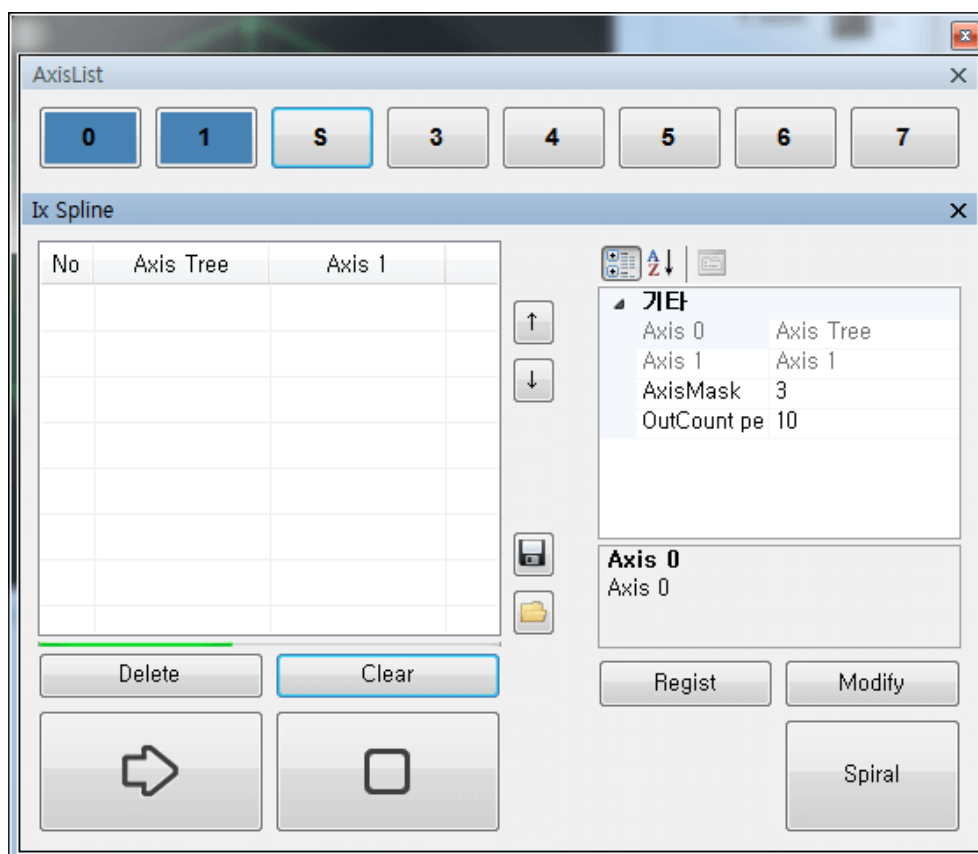 AxisList
0 1 S 3 4 5 6 7
Ix Spline
No Axis Tree Axis 1
기타
Axis 0 Axis Tree
Axis 1 Axis 1
AxisMask 3
OutCount pe 10
Axis 0
Axis 0
Delete Clear
Regist Modify
Spiral